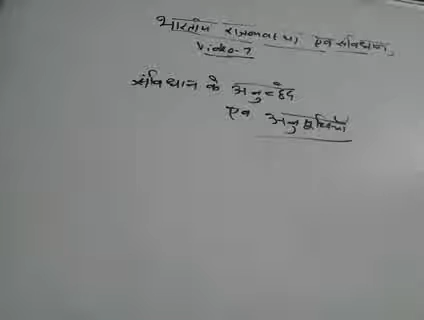 भारतीय राजव्यवस्था एवं संविधान
Video-7
संविधान के अनुच्छेद
एवं अनुसूचियाँ